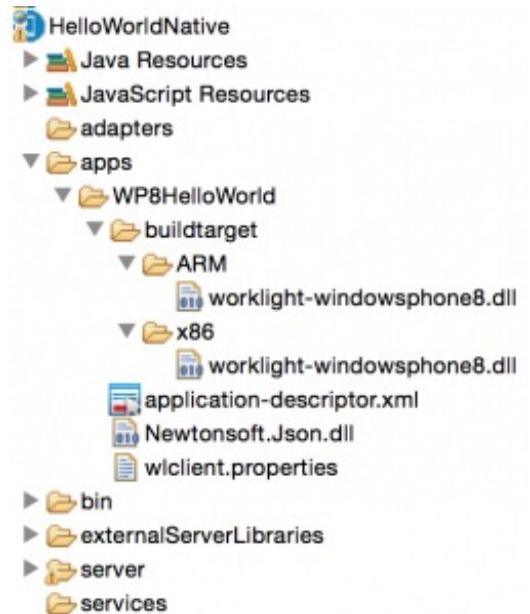 HelloWorldNative
Java Resources
JavaScript Resources
adapters
apps
WP8HelloWorld
buildtarget
ARM
worklight-windowsphone8.dll
x86
worklight-windowsphone8.dll
application-descriptor.xml
Newtonsoft.Json.dll
wlclient.properties
bin
externalServerLibraries
server
services